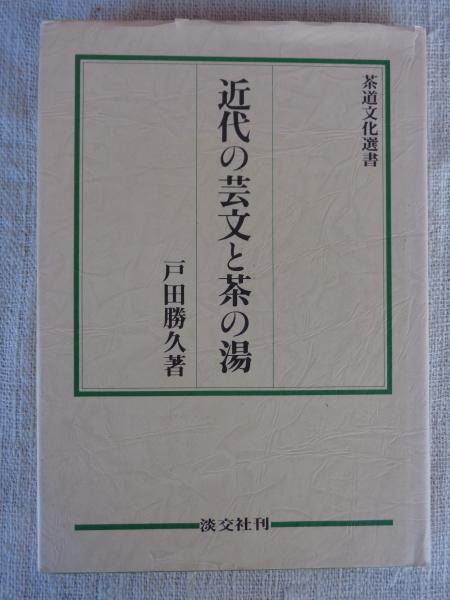 茶道文化選書
近代の芸文と茶の湯
戸田勝久著
淡交社刊